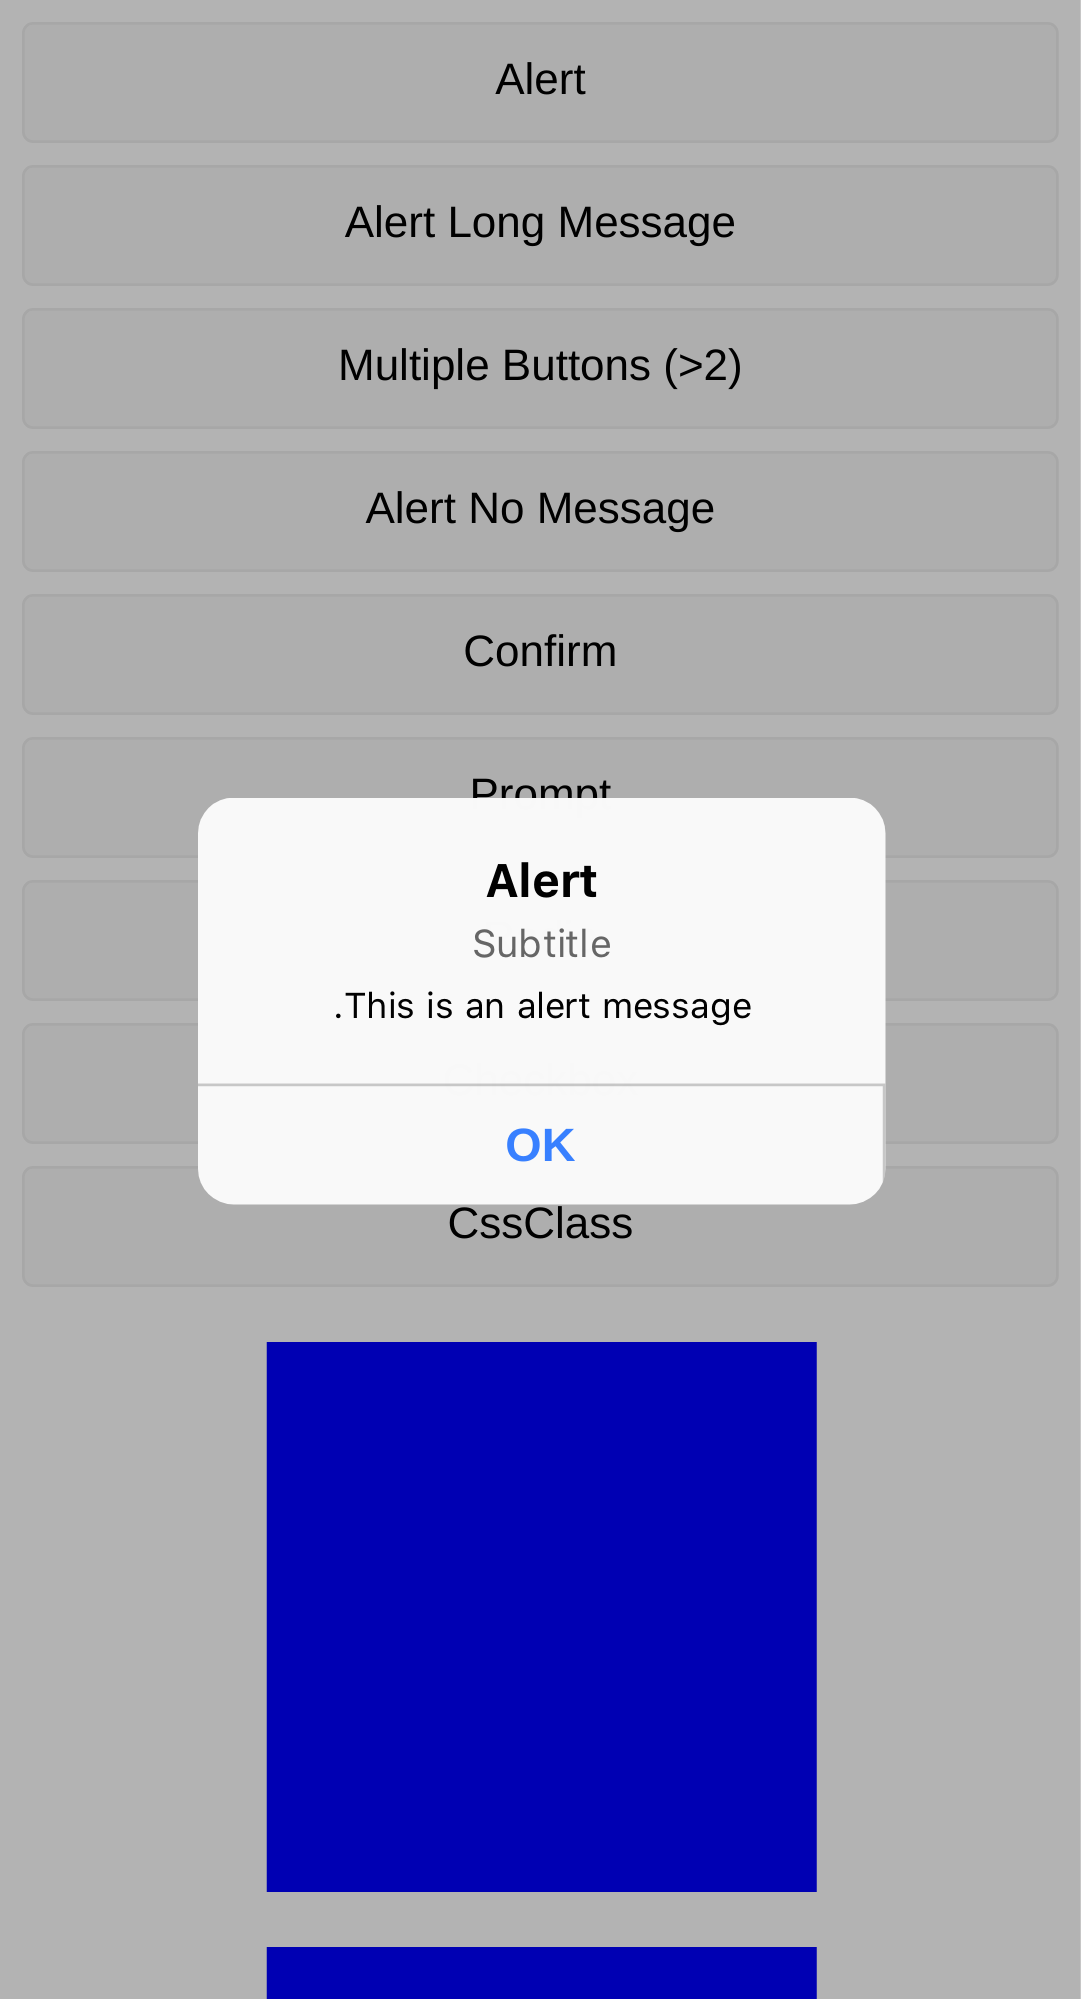 Alert
Alert Long Message
Multiple Buttons (>2)
Alert No Message
Confirm
Prompt
Alert
Subtitle
.This is an alert message
OK
CssClass